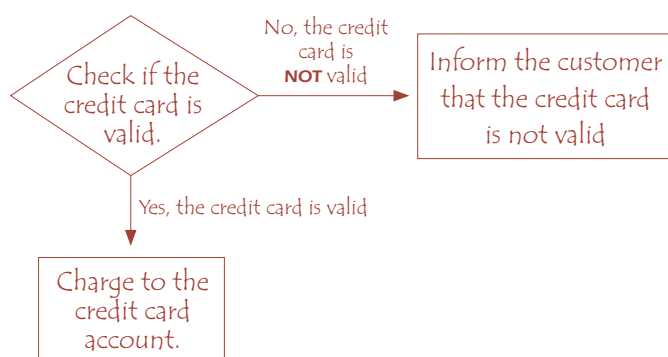 Check if the
credit card is
valid.
No, the credit
card is
NOT valid
Inform the customer
that the credit card
is not valid
Yes, the credit card is valid
Charge to the
credit card
account.